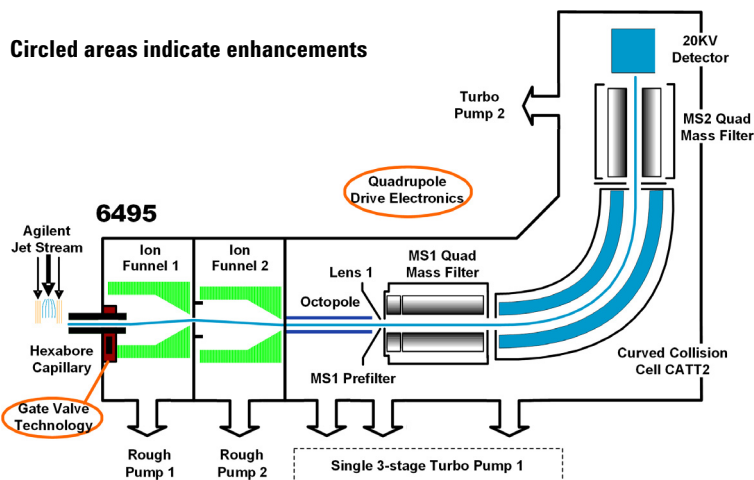 Circled areas indicate enhancements
20KV
Detector
Turbo
Pump 2
MS2 Quad
Mass Filter
Quadrupole
Drive Electronics
6495
Agilent
Jet Stream
Ion
Funnel 1
Ion
Funnel 2
MS1 Quad
Mass Filter
Lens 1
Octopole
Hexabore
Capillary
MS1 Prefilter
Curved Collision
Cell CATT2
Gate Valve
Technology
Rough
Pump 1
Rough
Pump 2
Single 3-stage Turbo Pump 1